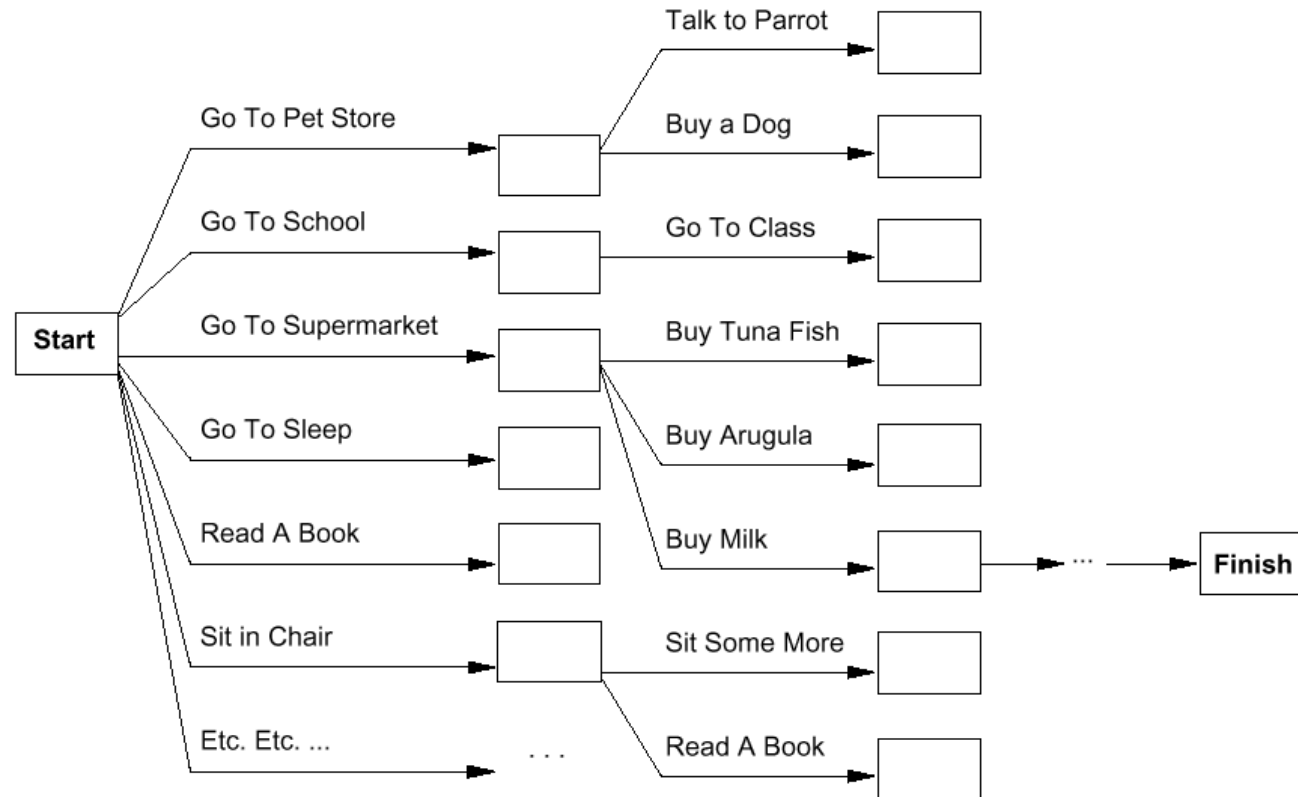 Talk to Parrot
Go To Pet Store
Buy a Dog
Go To School
Go To Class
Start
Go To Supermarket
Buy Tuna Fish
Go To Sleep
Buy Arugula
Read A Book
Buy Milk
...
Finish
Sit in Chair
Sit Some More
Etc. Etc. ...
. . .
Read A Book